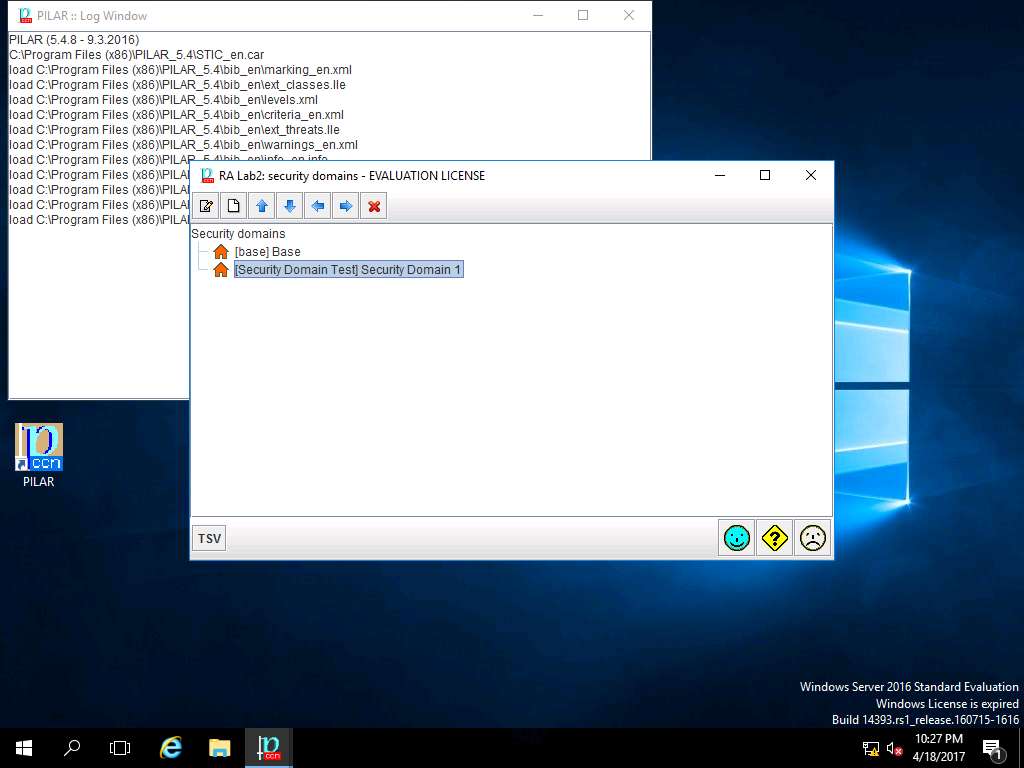 PILAR :: Log Window
PILAR (5.4.8 - 9.3.2016)
C:\Program Files (x86)\PILAR_5.4\STIC_en.car
load C:\Program Files (x86)\PILAR_5.4\bib_en\marking_en.xml
load C:\Program Files (x86)\PILAR_5.4\bib_en\ext_classes.lle
load C:\Program Files (x86)\PILAR_5.4\bib_en\levels.xml
load C:\Program Files (x86)\PILAR_5.4\bib_en\criteria_en.xml
load C:\Program Files (x86)\PILAR_5.4\bib_en\ext_threats.lle
load C:\Program Files (x86)\PILAR_5.4\bib_en\warnings_en.xml
load C:\Program Files (x86)\PILAR_5.4\bib_en\info_en.info
load C:\Program Files (x86)\PILA
load C:\Program Files (x86)\PILA
load C:\Program Files (x86)\PILA
load C:\Program Files (x86)\PILA
RA Lab2: security domains - EVALUATION LICENSE
Security domains
[base] Base
[Security Domain Test] Security Domain 1
TSV
ccn
PILAR
Windows Server 2016 Standard Evaluation
Windows License is expired
Build 14393.rs1_release.160715-1616
10:27 PM
4/18/2017
1